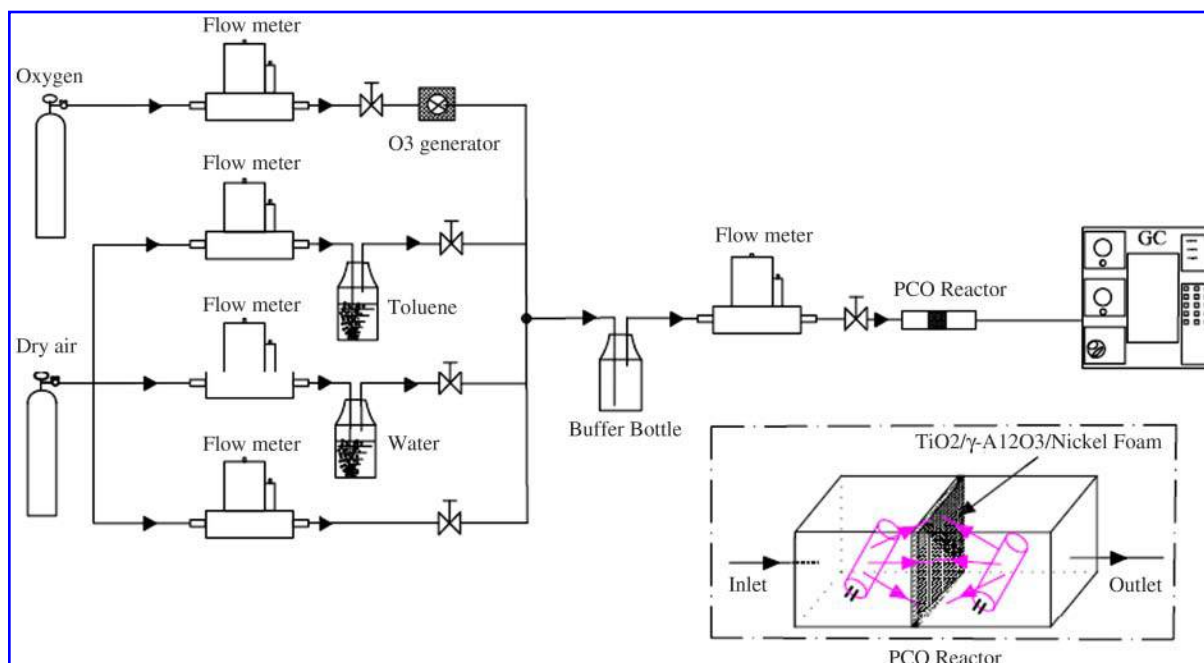 Flow meter
Oxygen
O3 generator
Flow meter
Toluene
Flow meter
Dry air
Water
Flow meter
Buffer Bottle
Flow meter
PCO Reactor
GC
TiO2/γ-A12O3/Nickel Foam
Inlet
Outlet
PCO Reactor